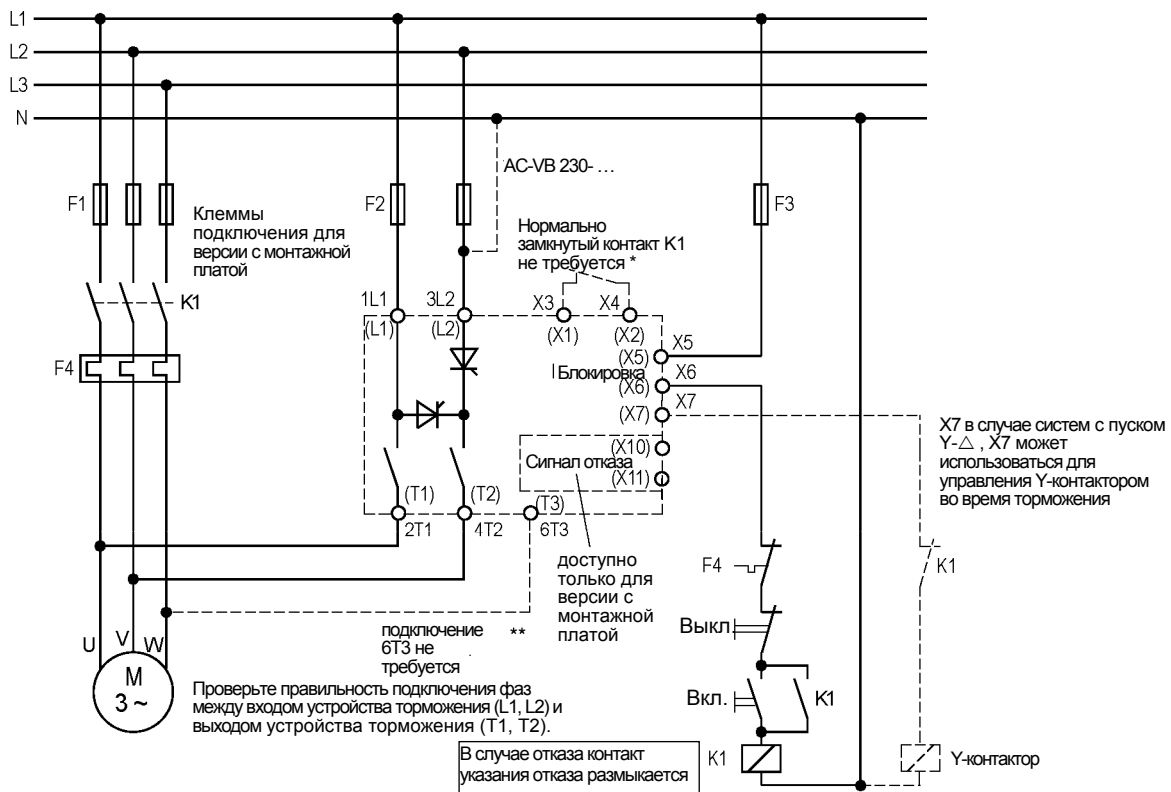 L1
L2
L3
N
F1
F2
F3
AC-VB 230- ...
Клеммы
подключения для
версии с монтажной
платой
Нормально
замкнутый контакт K1
не требуется *
K1
1L1
3L2
X3
X4
(L1)
(L2)
(X1)
(X2)
(X5)
X5
Блокировка
(X6)
X6
(X7)
X7
F4
(X10)
Сигнал отказа
(X11)
X7 в случае систем с пуском
Y-△ , X7 может
использоваться для
управления Y-контактором
во время торможения
(T1)
(T2)
(T3)
2T1
4T2
6T3
доступно
только для
версии с
монтажной
платой
F4
K1
Выкл.
подключение **
6T3 не
требуется
U
V
W
M
3 ~
Проверьте правильность подключения фаз
между входом устройства торможения (L1, L2) и
выходом устройства торможения (T1, T2).
Вкл.
K1
В случае отказа контакт
указания отказа размыкается
K1
Y-контактор